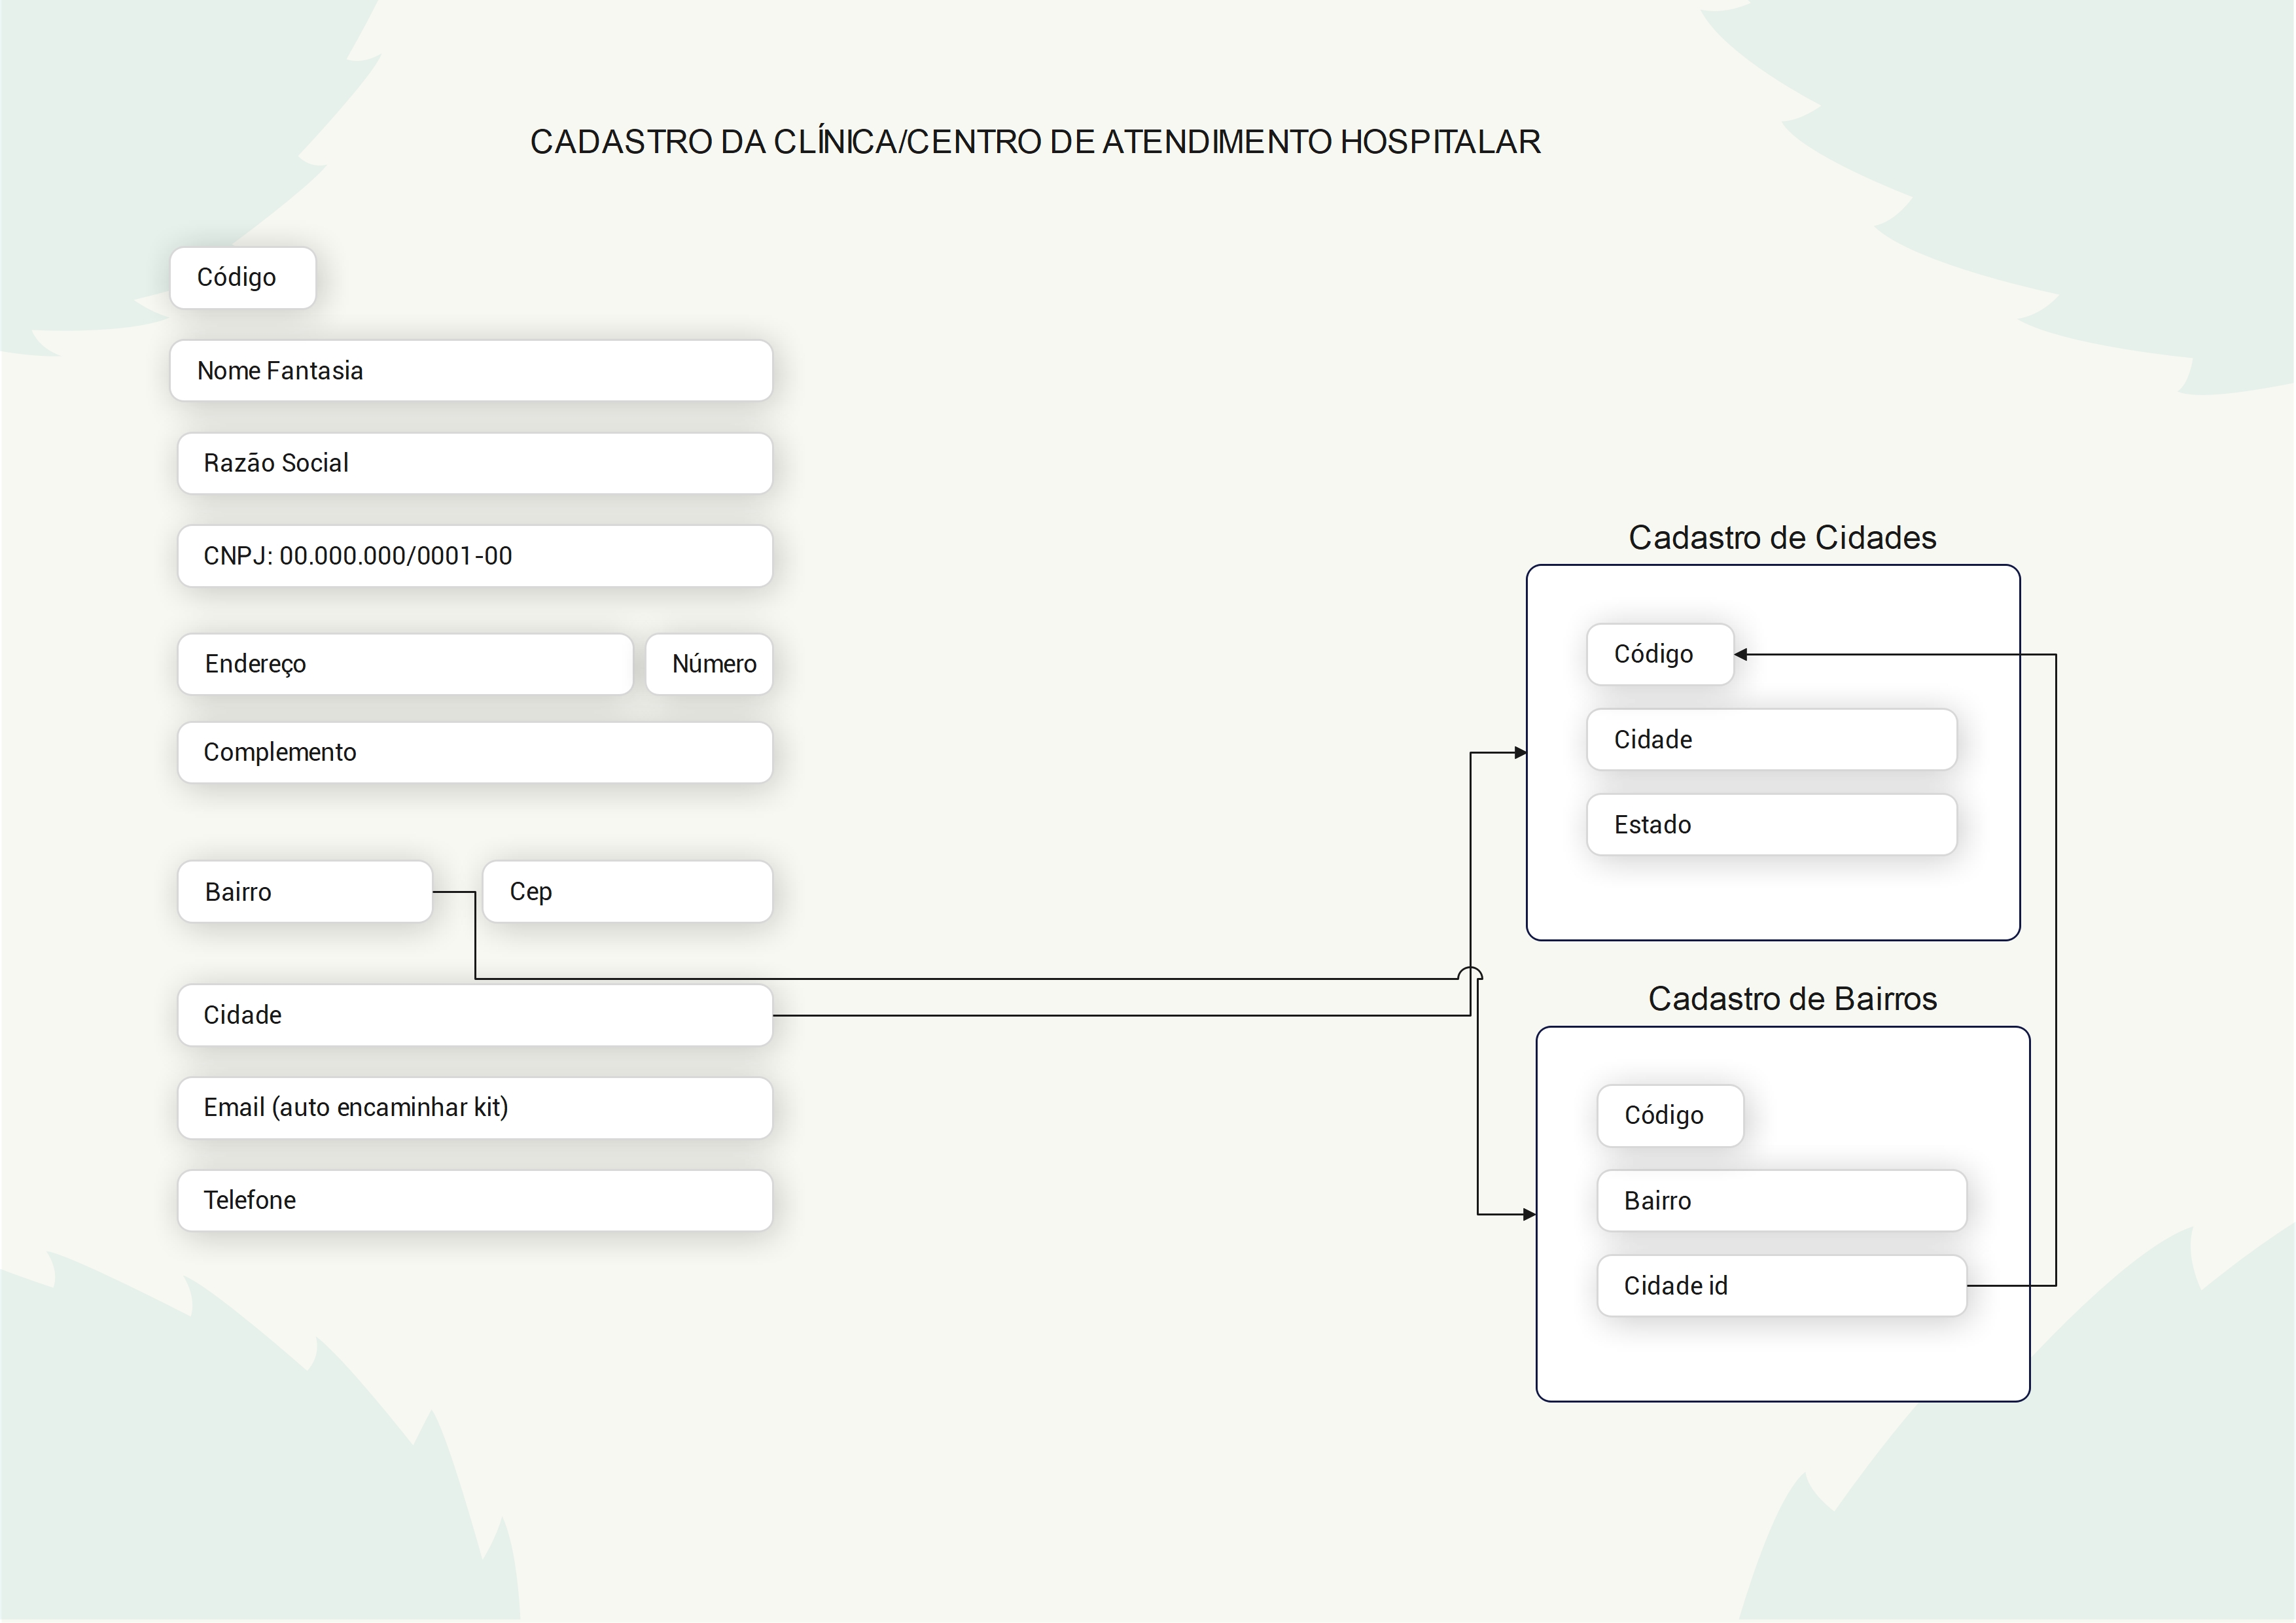 CADASTRO DA CLÍNICA/CENTRO DE ATENDIMENTO HOSPITALAR
Código
Nome Fantasia
Razão Social
CNPJ: 00.000.000/0001-00
Endereço
Número
Complemento
Bairro
Cep
Cidade
Email (auto encaminhar kit)
Telefone
Cadastro de Cidades
Código
Cidade
Estado
Cadastro de Bairros
Código
Bairro
Cidade id